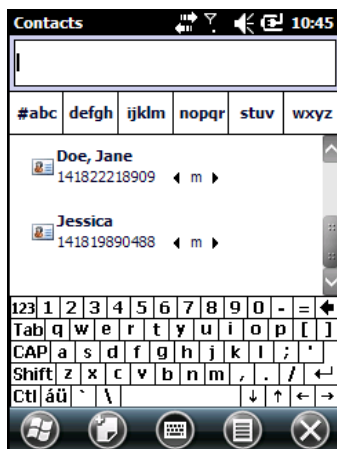 Contacts 10:45
#abc defgh ijklm nopqr stuv wxyz
Doe, Jane
141822218909 m
Jessica
141819890488 m
123 1 2 3 4 5 6 7 8 9 0 - =
Tab q w e r t y u i o p [ ]
CAP a s d f g h j k l ; '
Shift z x c v b n m , . /
Ctl áü ` \